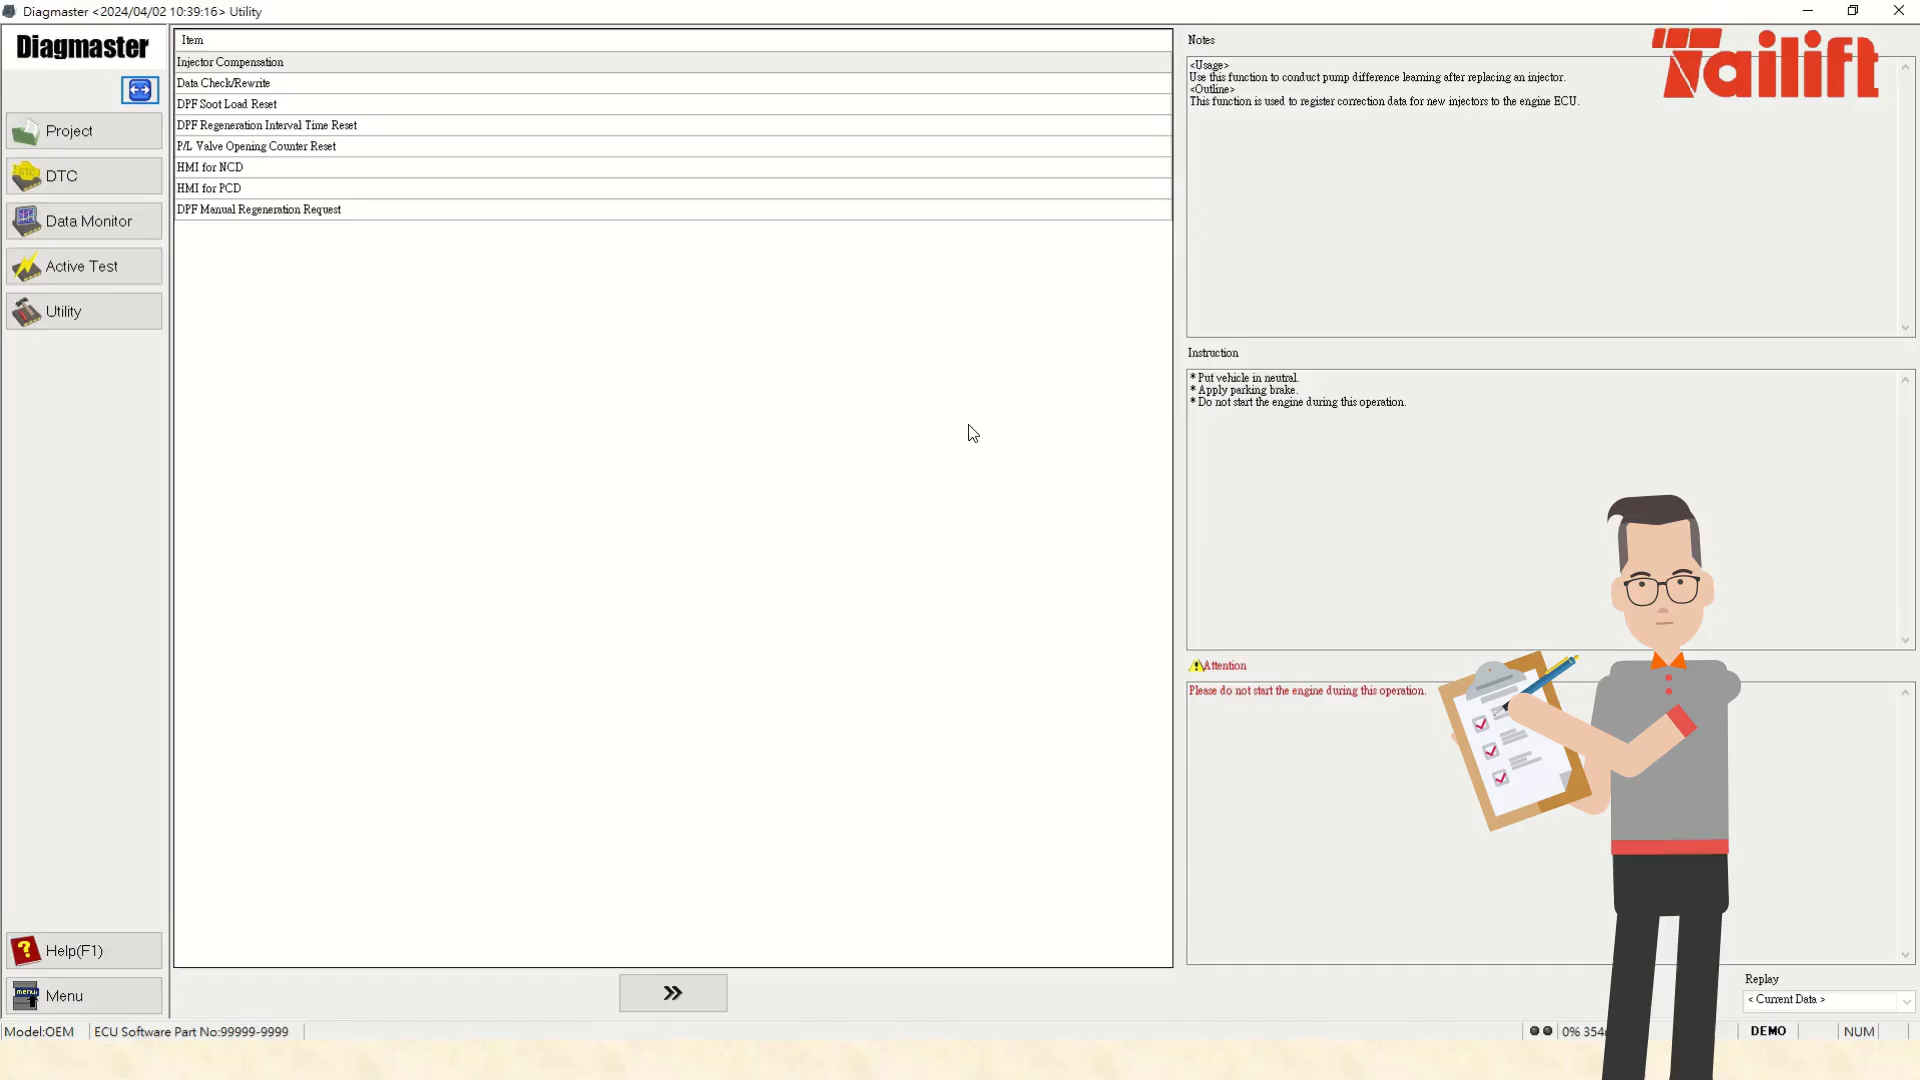 Diagmaster <2024/04/02 10:39:16> Utility
Diagmaster
Project
DTC
Data Monitor
Active Test
Utility
Help(F1)
Menu
Item
Injector Compensation
Data Check/Rewrite
DPF Soot Load Reset
DPF Regeneration Interval Time Reset
P/L Valve Opening Counter Reset
HMI for NCD
HMI for PCD
DPF Manual Regeneration Request
Notes
Tailift
<Usage>
Use this function to conduct pump difference learning after replacing an injector.
<Outline>
This function is used to register correction data for new injectors to the engine ECU.
Instruction
* Put vehicle in neutral.
* Apply parking brake.
* Do not start the engine during this operation.
Attention
Please do not start the engine during this operation.
Replay
< Current Data >
Model:OEM
ECU Software Part No:99999-9999
0%
DEMO
NUM